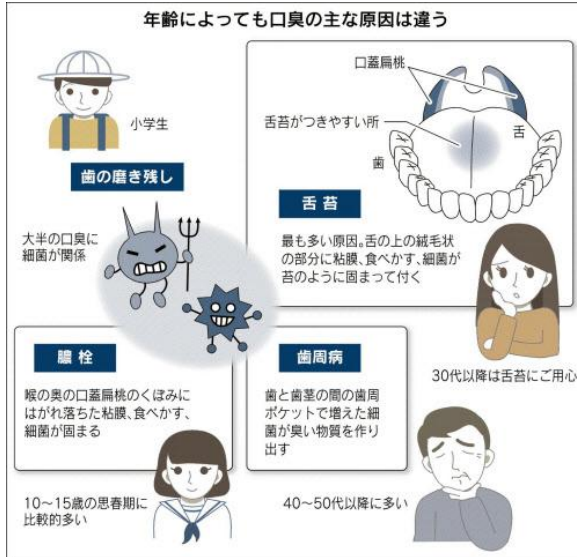 年齢によっても口臭の主な原因は違う
小学生
歯の磨き残し
大半の口臭に
細菌が関係
口蓋扁桃
舌苔がつきやすい所
舌
歯
舌苔
最も多い原因。舌の上の絨毛状
の部分に粘膜、食べかす、細菌が
苔のように固まって付く
30代以降は舌苔にご用心
膿栓
喉の奥の口蓋扁桃のくぼみに
はがれ落ちた粘膜、食べかす、
細菌が固まる
10〜15歳の思春期に
比較的多い
歯周病
歯と歯茎の間の歯周
ポケットで増えた細
菌が臭い物質を作り
出す
40〜50代以降に多い